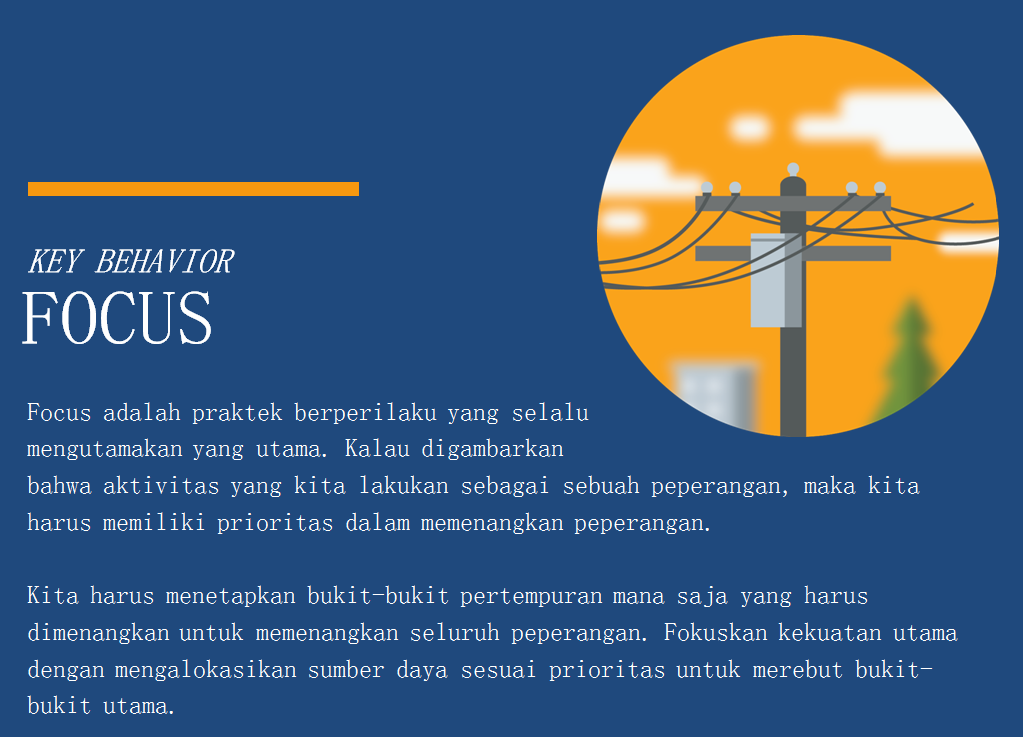 KEY BEHAVIOR
FOCUS
Focus adalah praktek berperilaku yang selalu
mengutamakan yang utama. Kalau digambarkan
bahwa aktivitas yang kita lakukan sebagai sebuah peperangan, maka kita
harus memiliki prioritas dalam memenangkan peperangan.
Kita harus menetapkan bukit-bukit pertempuran mana saja yang harus
dimenangkan untuk memenangkan seluruh peperangan. Fokuskan kekuatan utama
dengan mengalokasikan sumber daya sesuai prioritas untuk merebut bukit-
bukit utama.